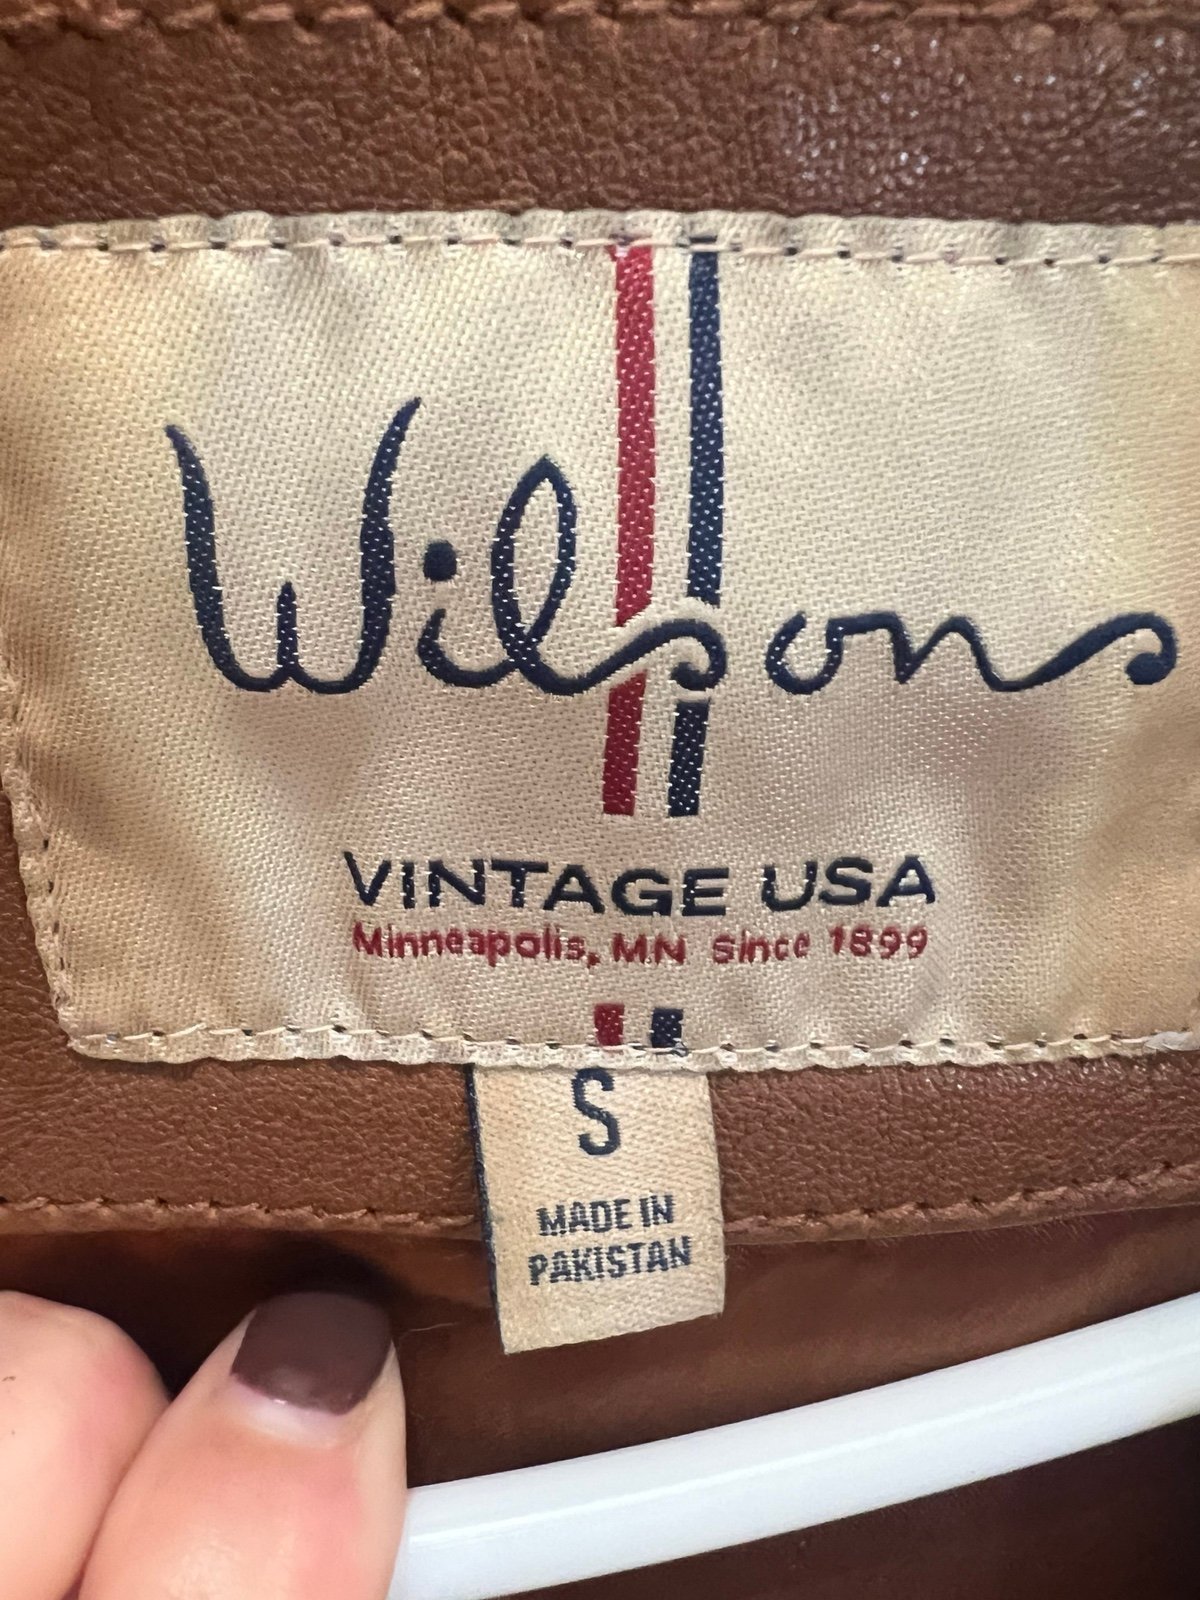 Wilsons
VINTAGE USA
Minneapolis, MN Since 1899
S
MADE IN
PAKISTAN